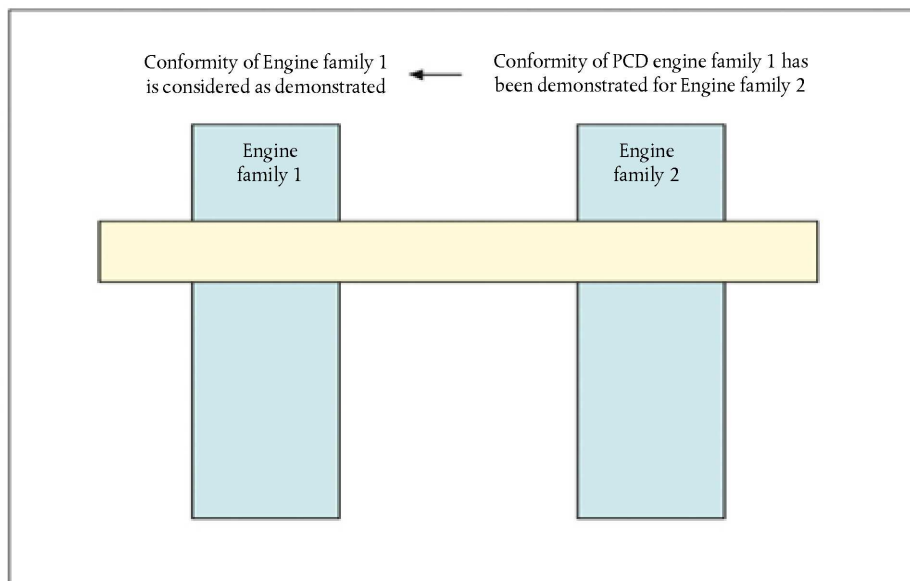 Conformity of Engine family 1
is considered as demonstrated
Conformity of PCD engine family 1 has
been demonstrated for Engine family 2
Engine
family 1
Engine
family 2